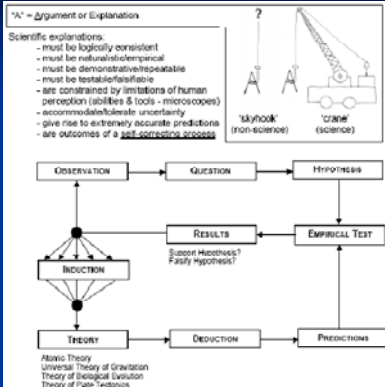 "A" = Argument or Explanation
Scientific explanations:
- must be logically consistent
- must be naturalistic/empirical
- must be demonstrative/repeatable
- must be testable/falsifiable
- are constrained by limitations of human
perception (abilities & tools - microscopes)
- accommodate/tolerate uncertainty
- give rise to extremely accurate predictions
- are outcomes of a self-correcting process
?
A
A
'skyhook'
(non-science)
'crane'
(science)
OBSERVATION
QUESTION
HYPOTHESIS
RESULTS
EMPIRICAL TEST
Support Hypothesis?
Falsify Hypothesis?
INDUCTION
THEORY
DEDUCTION
PREDICTIONS
Atomic Theory
Universal Theory of Gravitation
Theory of Biological Evolution
Theory of Plate Tectonics